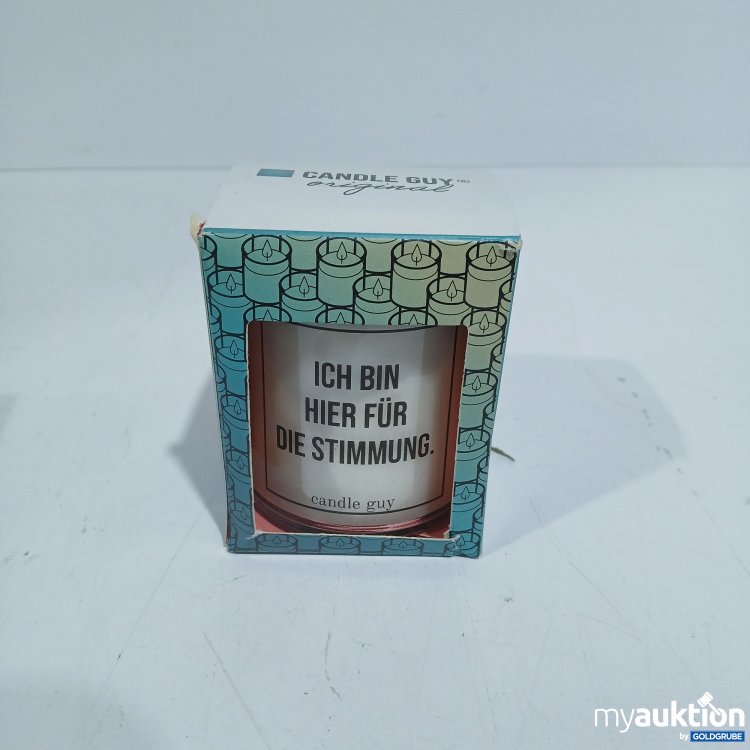 CANDLE GUY®
original
ICH BIN
HIER FÜR
DIE STIMMUNG.
candle guy
myauktion
by GOLDGRUBE